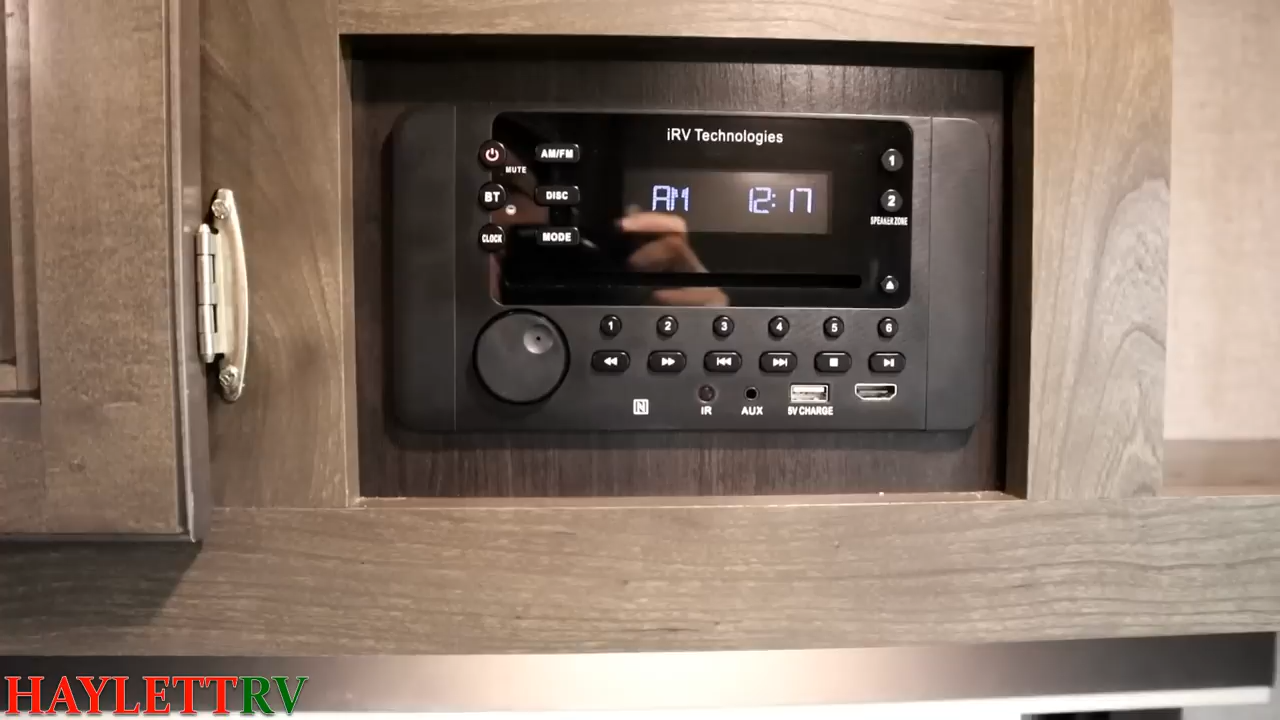 iRV Technologies
AM/FM
MUTE
BT
DISC
CLOCK
MODE
AM 12:17
1
2
SPEAKER ZONE
1 2 3 4 5 6
IR
AUX
5V CHARGE
HAYLETTRV